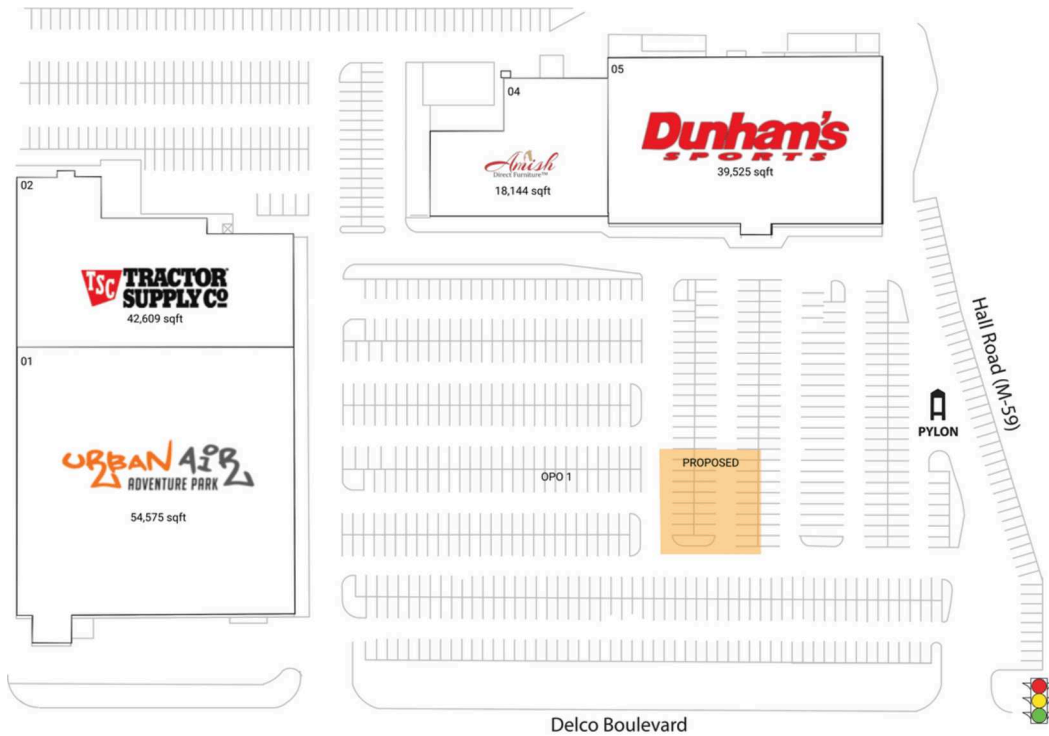 05
04
Dunham's
SPORTS
39,525 sqft
Amish
Direct Furniture™
18,144 sqft
02
TSC TRACTOR
SUPPLY CO
42,609 sqft
Hall Road (M-59)
01
PYLON
URBAN AIR
ADVENTURE PARK
PROPOSED
OPO 1
54,575 sqft
Delco Boulevard